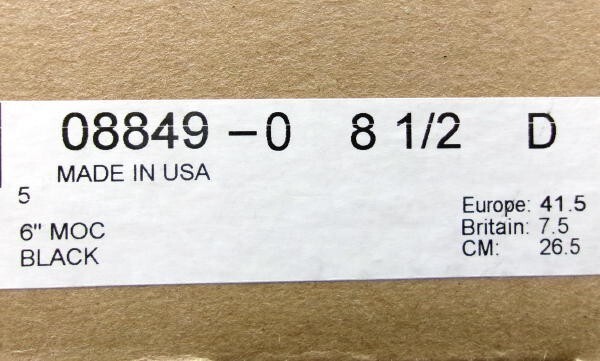 08849 -0 8 1/2 D
MADE IN USA
5
6" MOC
BLACK
Europe: 41.5
Britain: 7.5
CM: 26.5